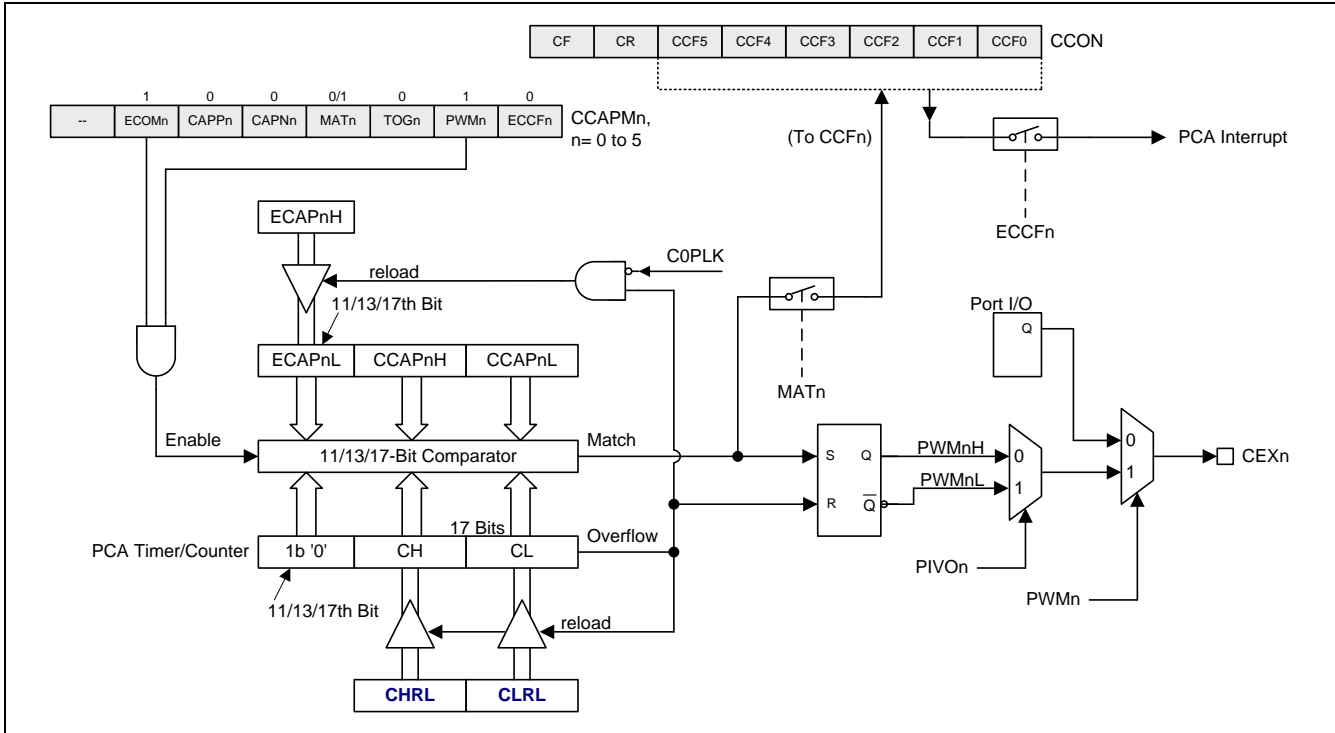 CF CR CCF5 CCF4 CCF3 CCF2 CCF1 CCF0 CCON
1 0 0 0/1 0 1 0
-- ECOMn CAPPn CAPNn MATn TOGn PWMn ECCFn
CCAPMn,
n= 0 to 5
(To CCFn)
PCA Interrupt
ECCFn
ECAPnH
reload
C0PLK
11/13/17th Bit
Port I/O
Q
ECAPnL CCAPnH CCAPnL
MATn
Enable
11/13/17-Bit Comparator
Match
S Q
R Q
PWMnH
PWMnL
0
1
0
1
CEXn
17 Bits
PCA Timer/Counter
1b '0' CH CL
Overflow
PIVOn
PWMn
11/13/17th Bit
reload
CHRL CLRL